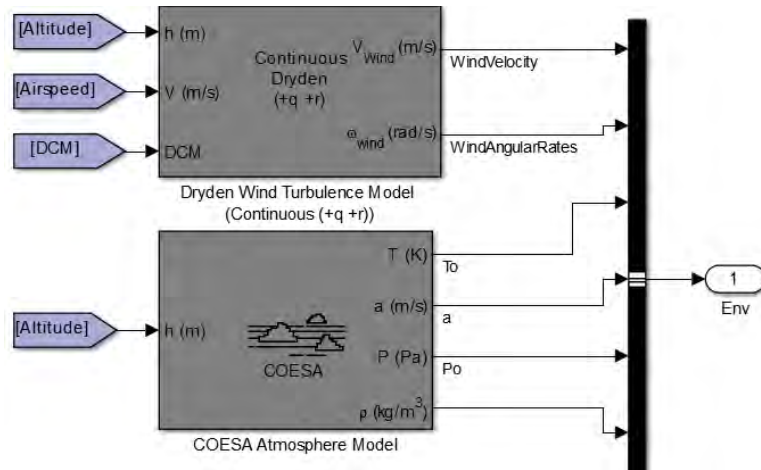 [Altitude]
h (m)
[Airspeed]
V (m/s)
[DCM]
DCM
Continuous
Dryden
(+q +r)
V_Wind (m/s)
WindVelocity
ω_wind (rad/s)
WindAngularRates
Dryden Wind Turbulence Model
(Continuous (+q +r))
[Altitude]
h (m)
COESA
T (K)
To
a (m/s)
a
P (Pa)
Po
ρ (kg/m³)
COESA Atmosphere Model
1
Env